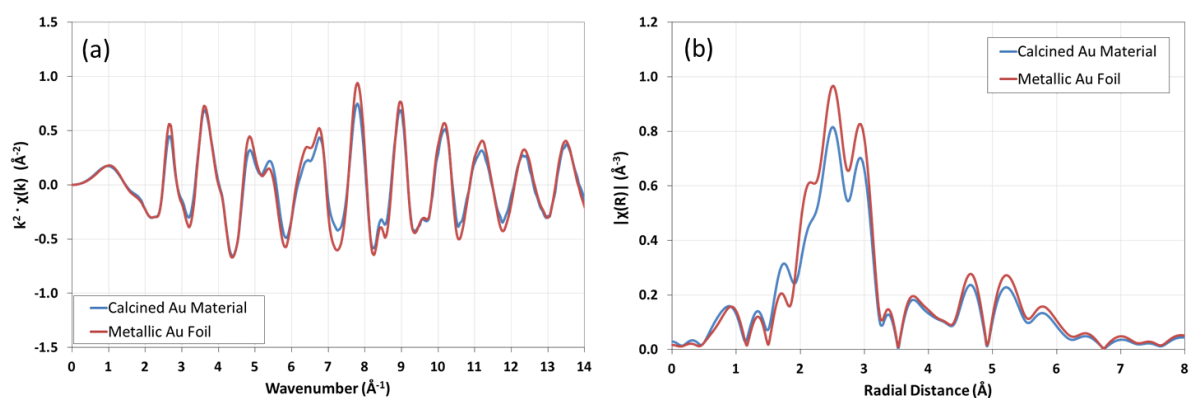 (a)
1.5
1.0
0.5
0.0
-0.5
-1.0
-1.5
k² · χ(k) (Å⁻²)
Calcined Au Material
Metallic Au Foil
0 1 2 3 4 5 6 7 8 9 10 11 12 13 14
Wavenumber (Å⁻¹)
(b)
1.2
1.0
0.8
0.6
0.4
0.2
0.0
|χ(R)| (Å⁻³)
Calcined Au Material
Metallic Au Foil
0 1 2 3 4 5 6 7 8
Radial Distance (Å)